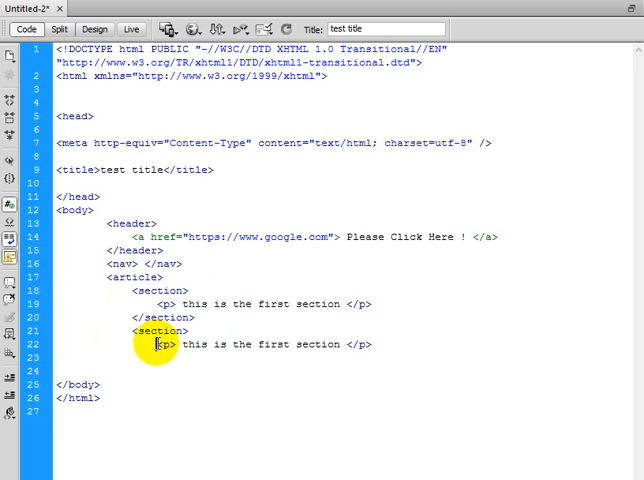 Untitled-2* ×
Code Split Design Live Title: test title
1 <!DOCTYPE html PUBLIC "-//W3C//DTD XHTML 1.0 Transitional//EN"
"http://www.w3.org/TR/xhtml1/DTD/xhtml1-transitional.dtd">
2 <html xmlns="http://www.w3.org/1999/xhtml">
3
4
5 <head>
6
7 <meta http-equiv="Content-Type" content="text/html; charset=utf-8" />
8
9 <title>test title</title>
10
11 </head>
12 <body>
13 <header>
14 <a href="https://www.google.com"> Please Click Here ! </a>
15 </header>
16 <nav> </nav>
17 <article>
18 <section>
19 <p> this is the first section </p>
20 </section>
21 <section>
22 <p> this is the first section </p>
23
24
25 </body>
26 </html>
27